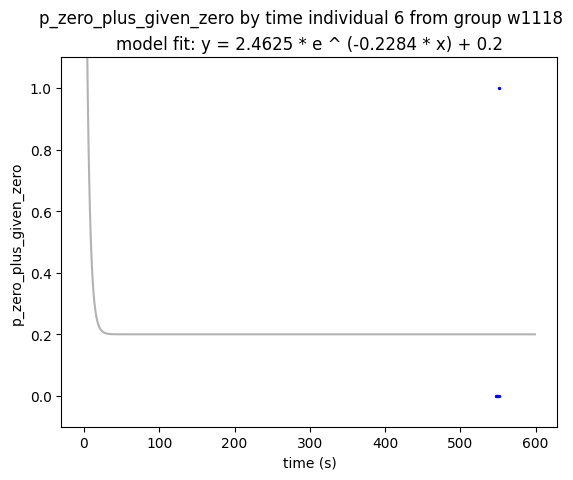 p_zero_plus_given_zero by time individual 6 from group w1118
model fit: y = 2.4625 * e ^ (-0.2284 * x) + 0.2
1.0
0.8
0.6
0.4
0.2
0.0
p_zero_plus_given_zero
0 100 200 300 400 500 600
time (s)